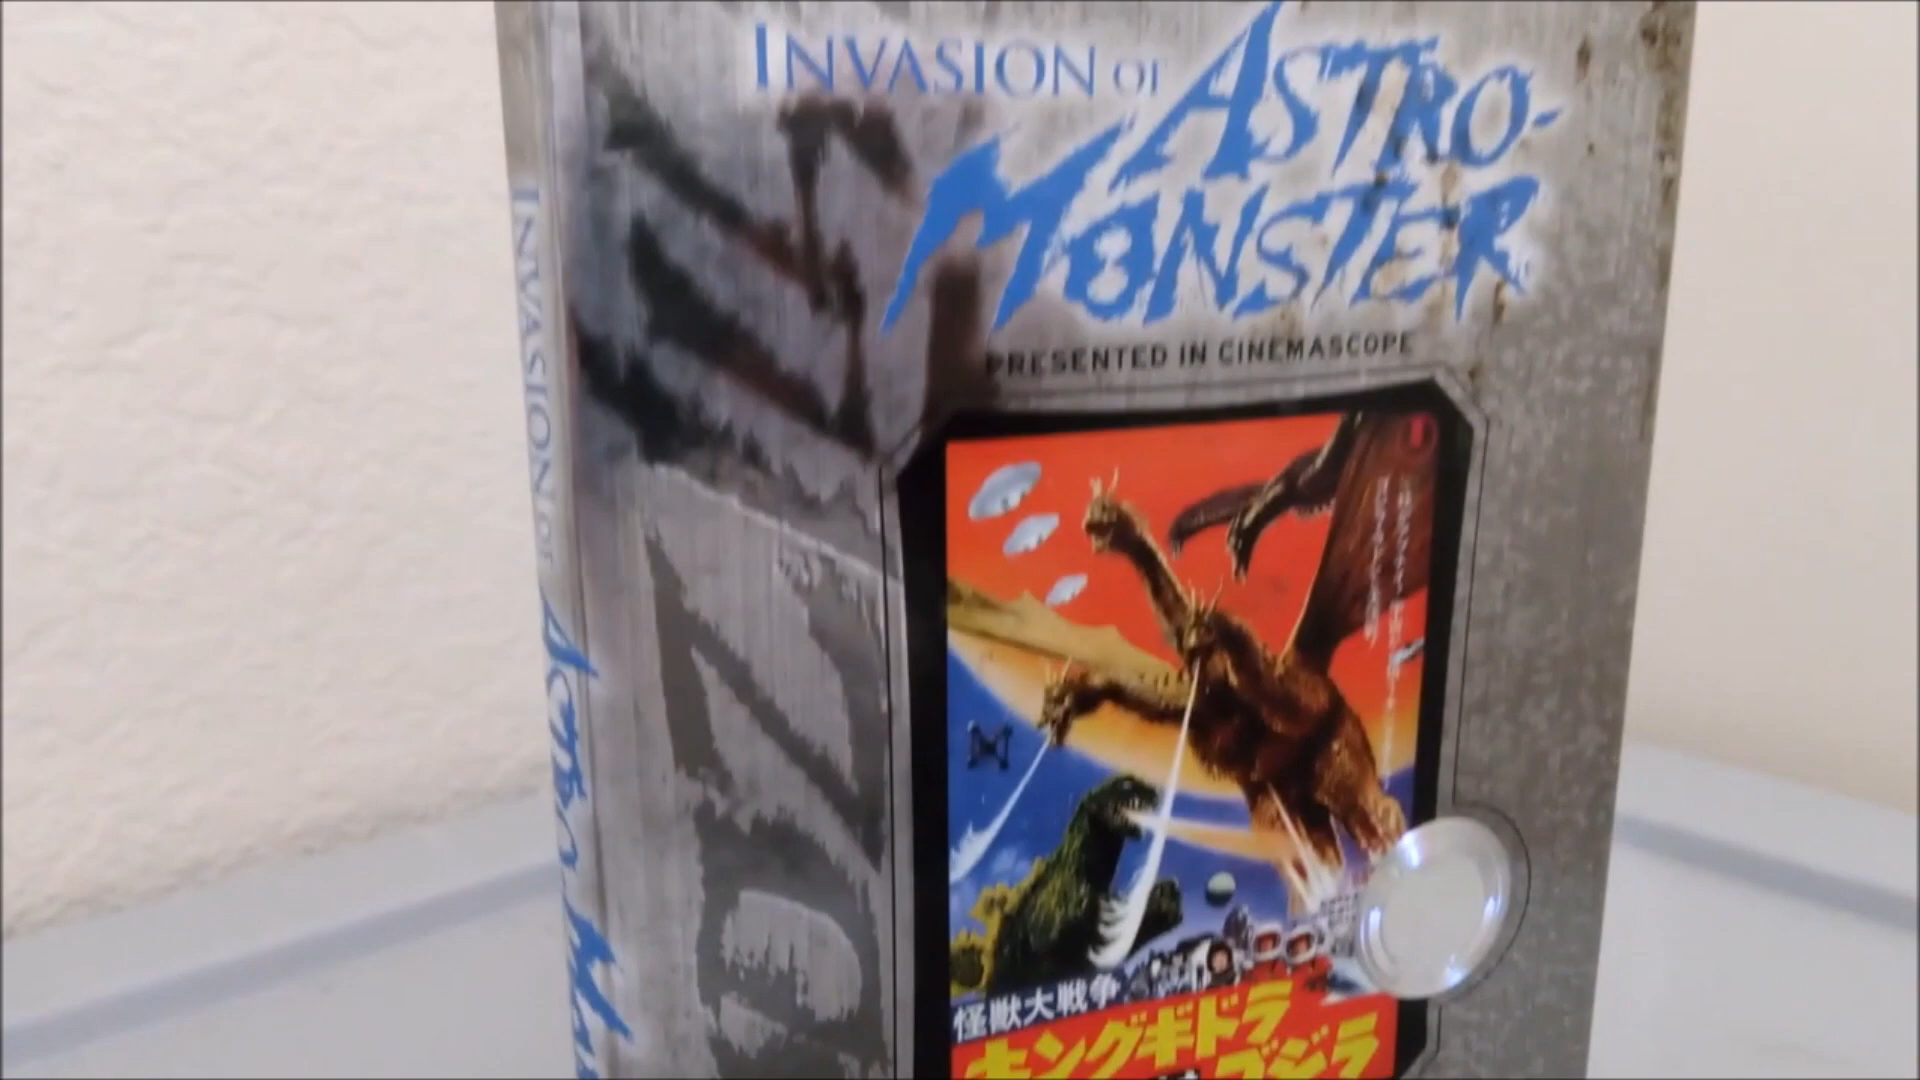 INVASION OF ASTRO-
MONSTER
PRESENTED IN CINEMASCOPE
怪獣大戦争
キングギドラ
ゴジラ
INVASION OF ASTRO-MON